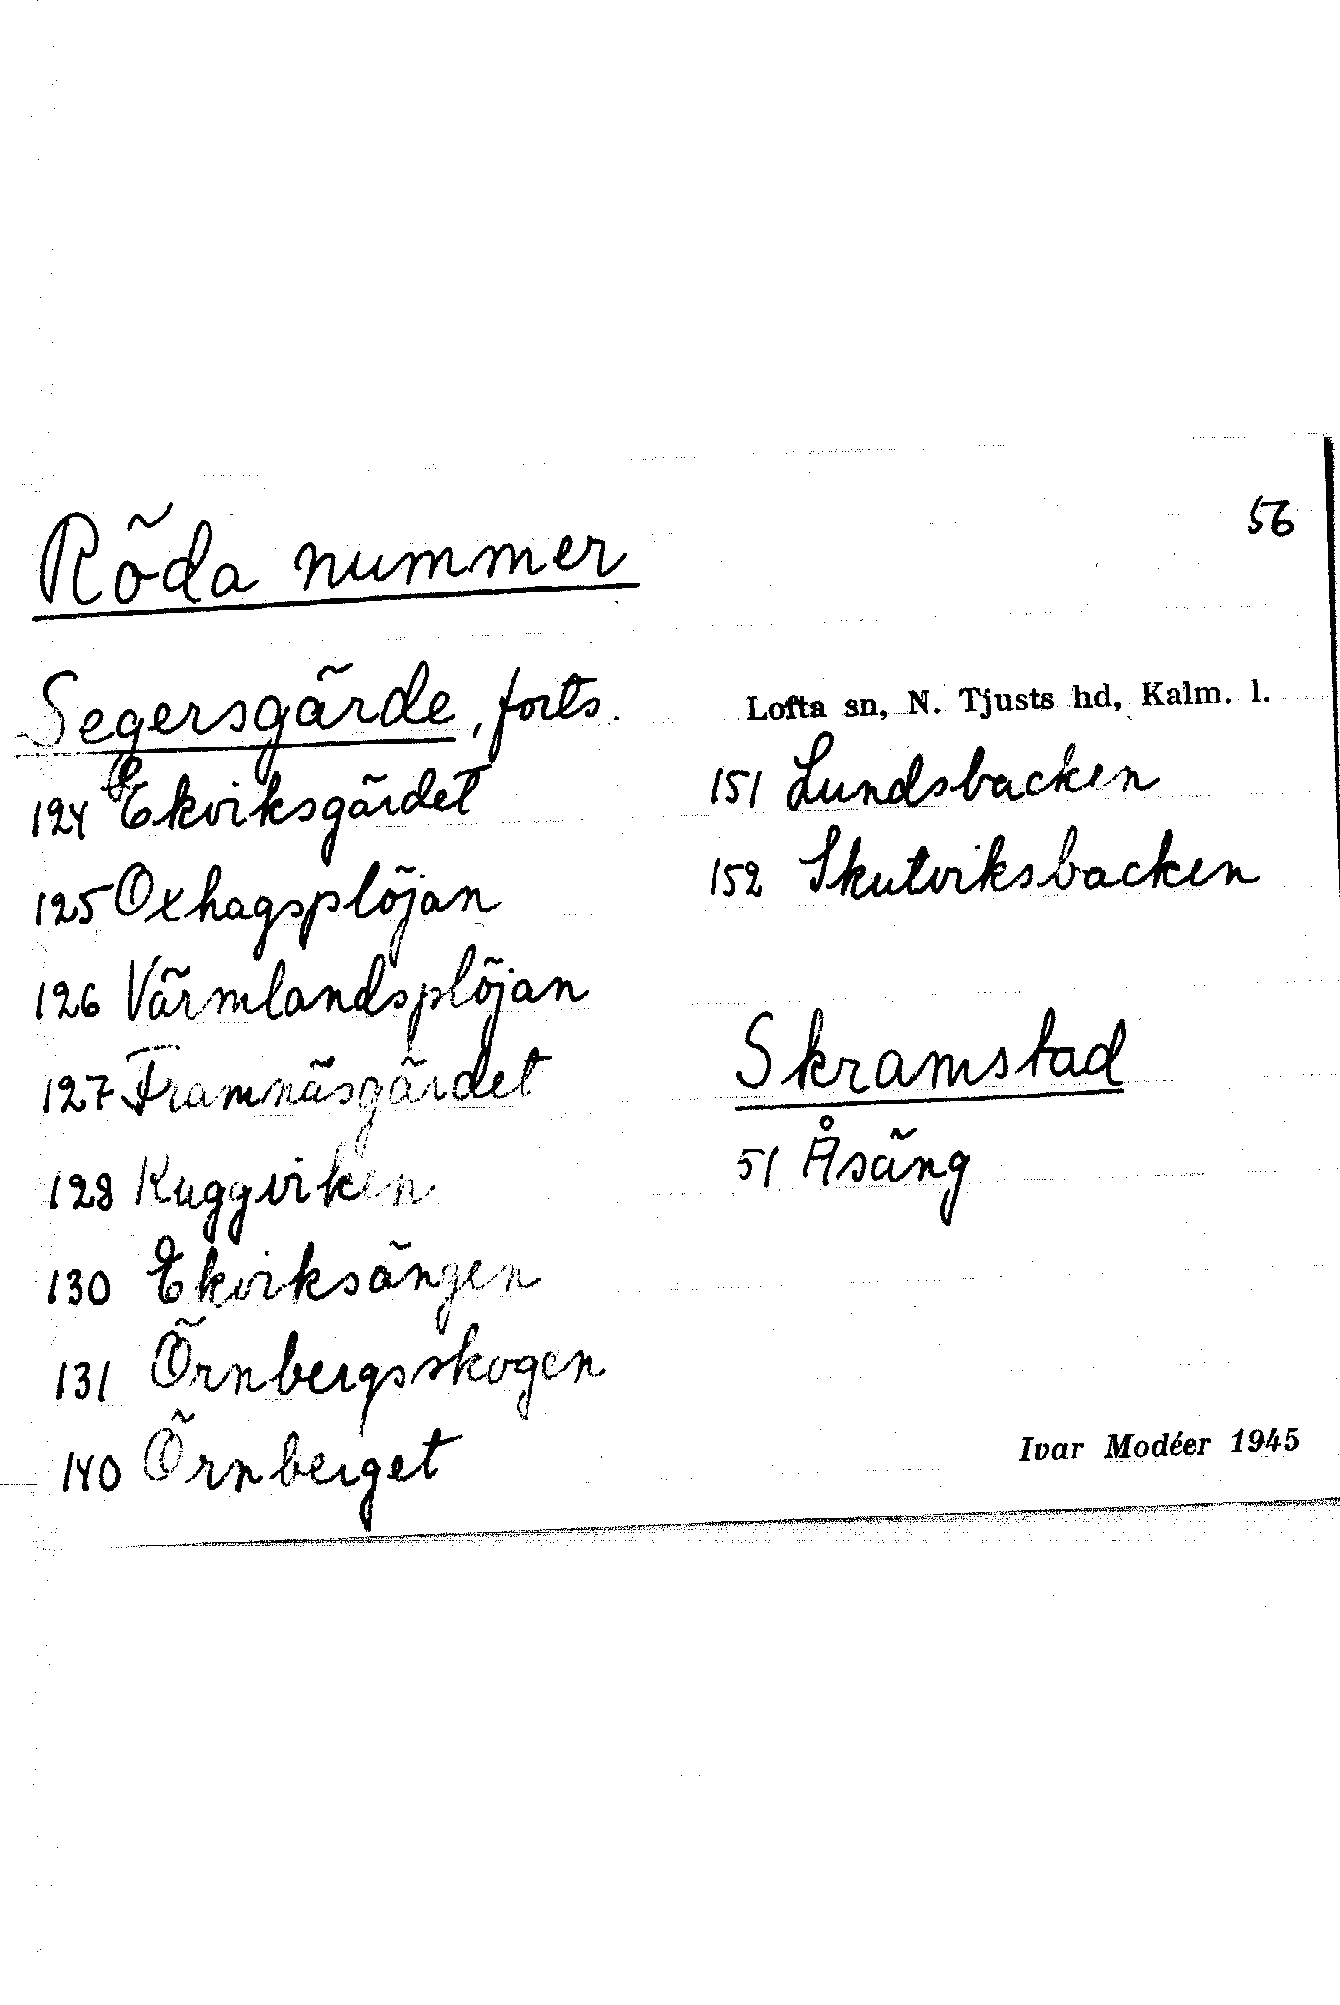 56
Röda nummer
Segersgärde, forts.
124 Ekviksgärdet
125 Oxhagsplöjan
126 Värmlandsplöjan
127 Framnäsgärdet
128 Kuggviken
130 Ekviksängen
131 Örnbergsskogen
140 Örnberget
Lofta sn, N. Tjusts hd, Kalm. l.
151 Lundsbacken
152 Skutviksbacken
Skramstad
51 Åsäng
Ivar Modéer 1945